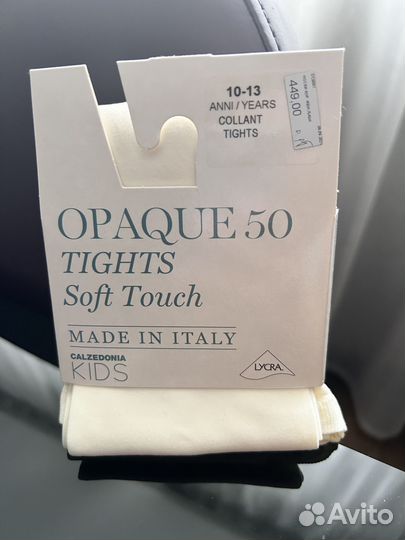 10-13
ANNI / YEARS
COLLANT
TIGHTS
449,00
OPAQUE 50
TIGHTS
Soft Touch
MADE IN ITALY
CALZEDONIA
KIDS
LYCRA
Avito